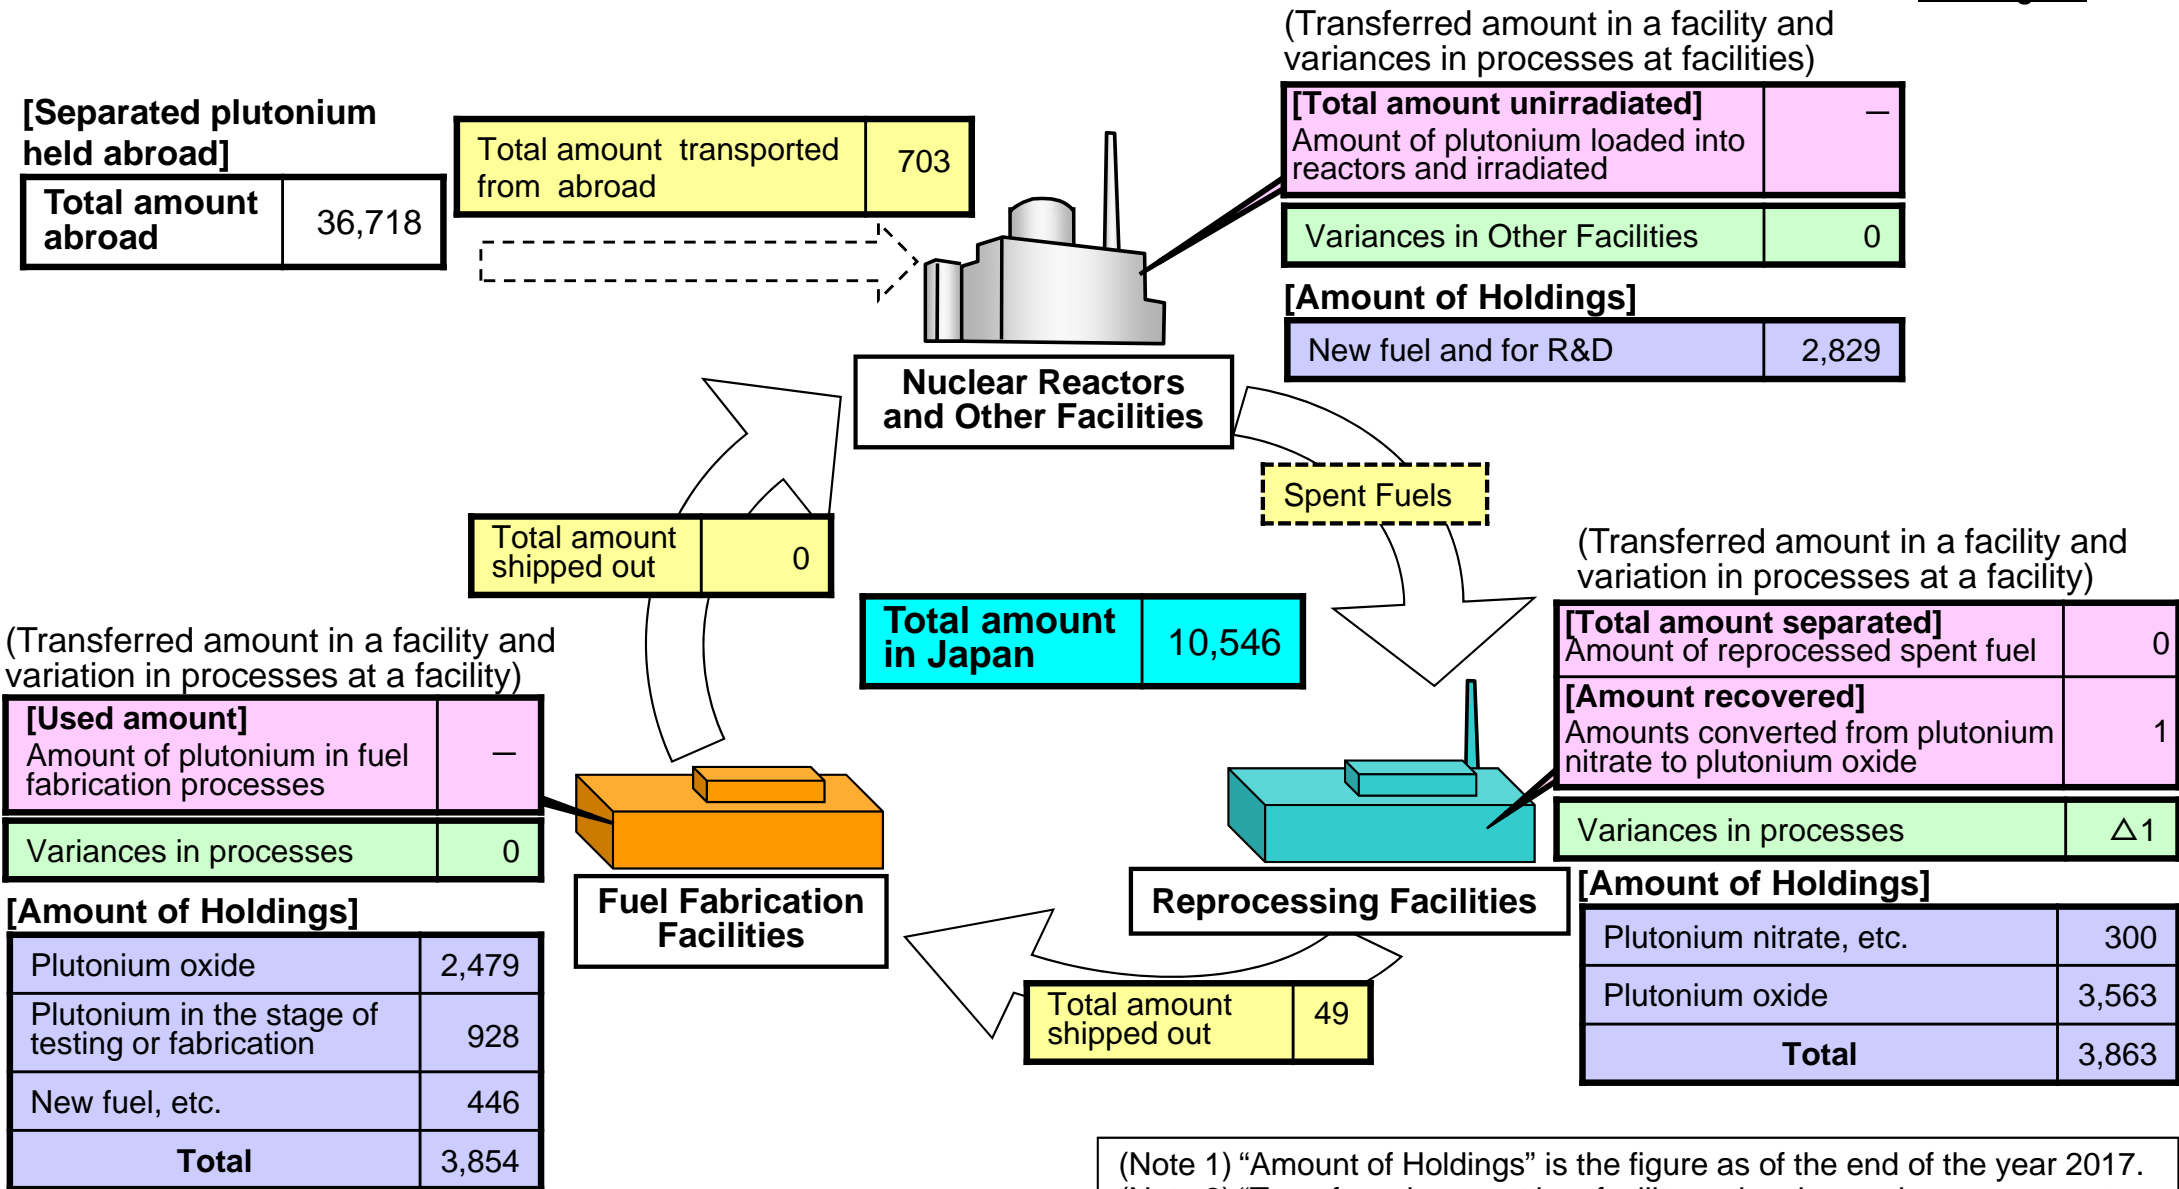 (Transferred amount in a facility and
variances in processes at facilities)
[Separated plutonium
held abroad]
Total amount
abroad
36,718
Total amount transported
from abroad
703
[Total amount unirradiated]
Amount of plutonium loaded into
reactors and irradiated
—
Variances in Other Facilities 0
[Amount of Holdings]
New fuel and for R&D 2,829
Nuclear Reactors
and Other Facilities
Spent Fuels
Total amount
shipped out
0
Total amount
in Japan
10,546
(Transferred amount in a facility and
variation in processes at a facility)
[Total amount separated]
Amount of reprocessed spent fuel
0
[Amount recovered]
Amounts converted from plutonium
nitrate to plutonium oxide
1
Variances in processes △1
(Transferred amount in a facility and
variation in processes at a facility)
[Used amount]
Amount of plutonium in fuel
fabrication processes
—
Variances in processes 0
Fuel Fabrication
Facilities
Reprocessing Facilities
[Amount of Holdings]
Plutonium oxide 2,479
Plutonium in the stage of
testing or fabrication
928
New fuel, etc. 446
Total 3,854
Total amount
shipped out
49
[Amount of Holdings]
Plutonium nitrate, etc. 300
Plutonium oxide 3,563
Total 3,863
(Note 1) “Amount of Holdings” is the figure as of the end of the year 2017.